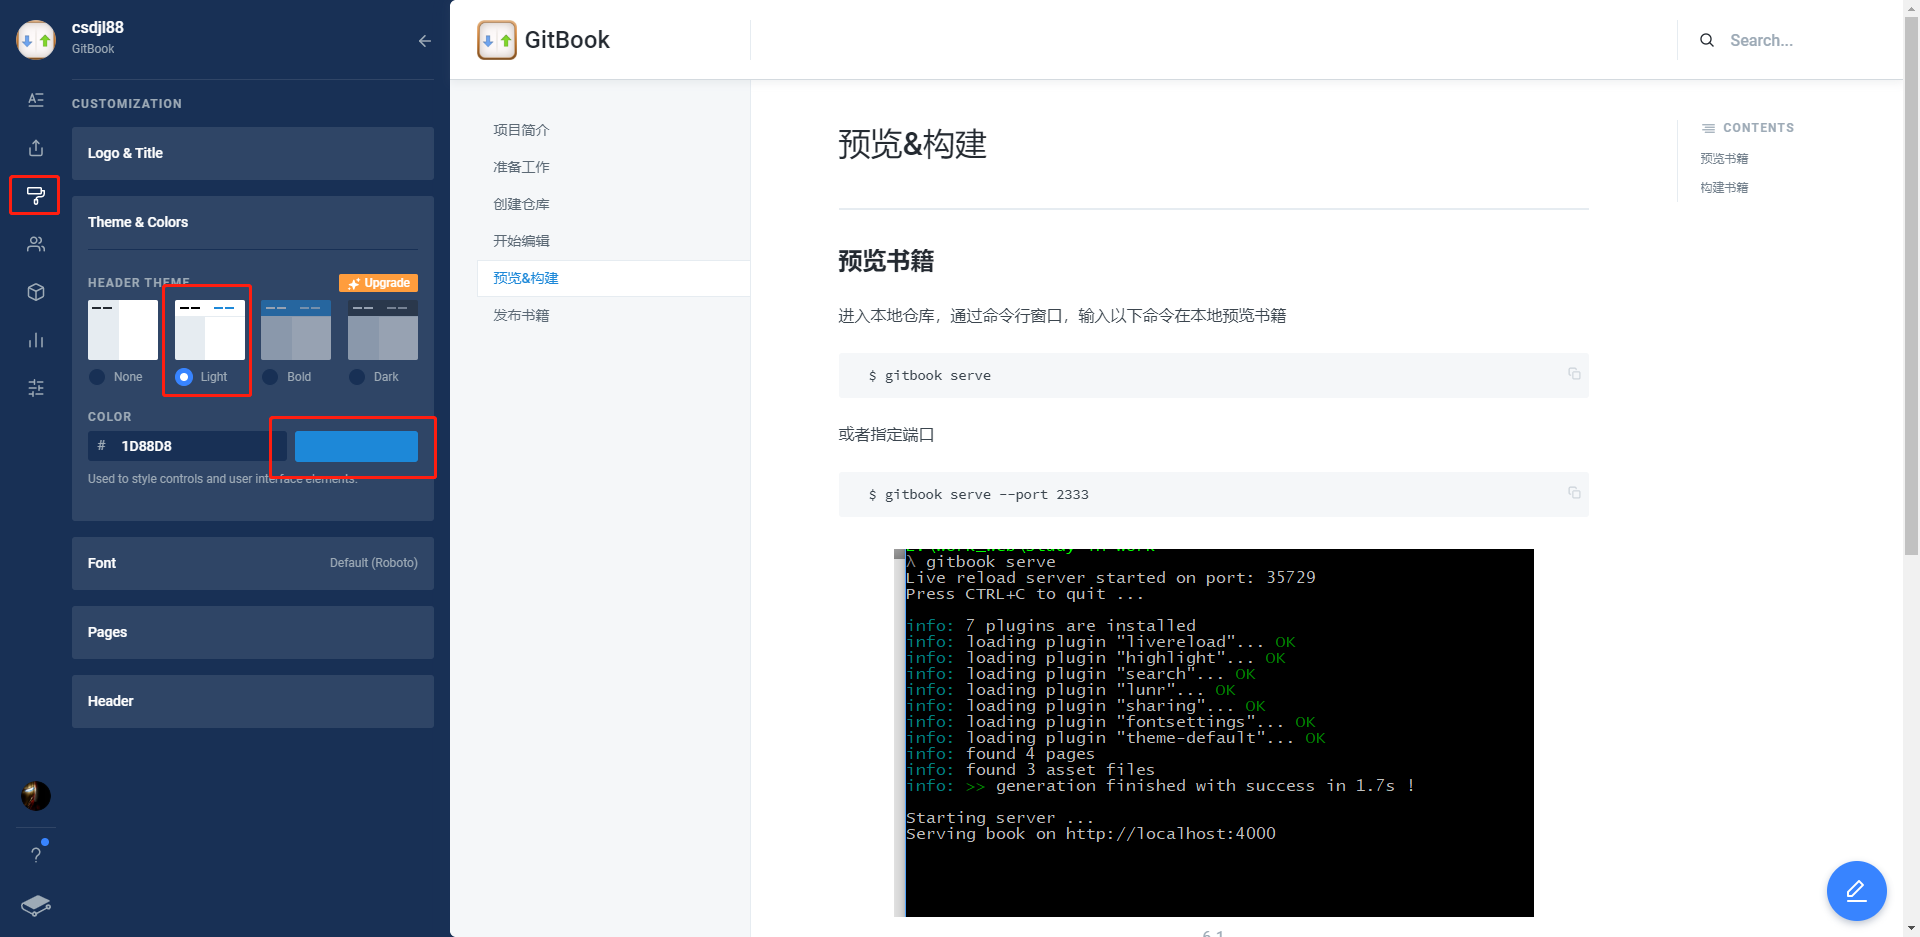 csdjl88
GitBook
CUSTOMIZATION
Logo & Title
Theme & Colors
HEADER THEME
Upgrade
None
Light
Bold
Dark
COLOR
# 1D88D8
Used to style controls and user interface elements.
Font
Default (Roboto)
Pages
Header
?
GitBook
Search...
项目简介
准备工作
创建仓库
开始编辑
预览&构建
发布书籍
预览&构建
预览书籍
进入本地仓库，通过命令行窗口，输入以下命令在本地预览书籍
$ gitbook serve
或者指定端口
$ gitbook serve --port 2333
λ gitbook serve
Live reload server started on port: 35729
Press CTRL+C to quit ...
info: 7 plugins are installed
info: loading plugin "livereload"... OK
info: loading plugin "highlight"... OK
info: loading plugin "search"... OK
info: loading plugin "lunr"... OK
info: loading plugin "sharing"... OK
info: loading plugin "fontsettings"... OK
info: loading plugin "theme-default"... OK
info: found 4 pages
info: found 3 asset files
info: >> generation finished with success in 1.7s !
Starting server ...
Serving book on http://localhost:4000
CONTENTS
预览书籍
构建书籍